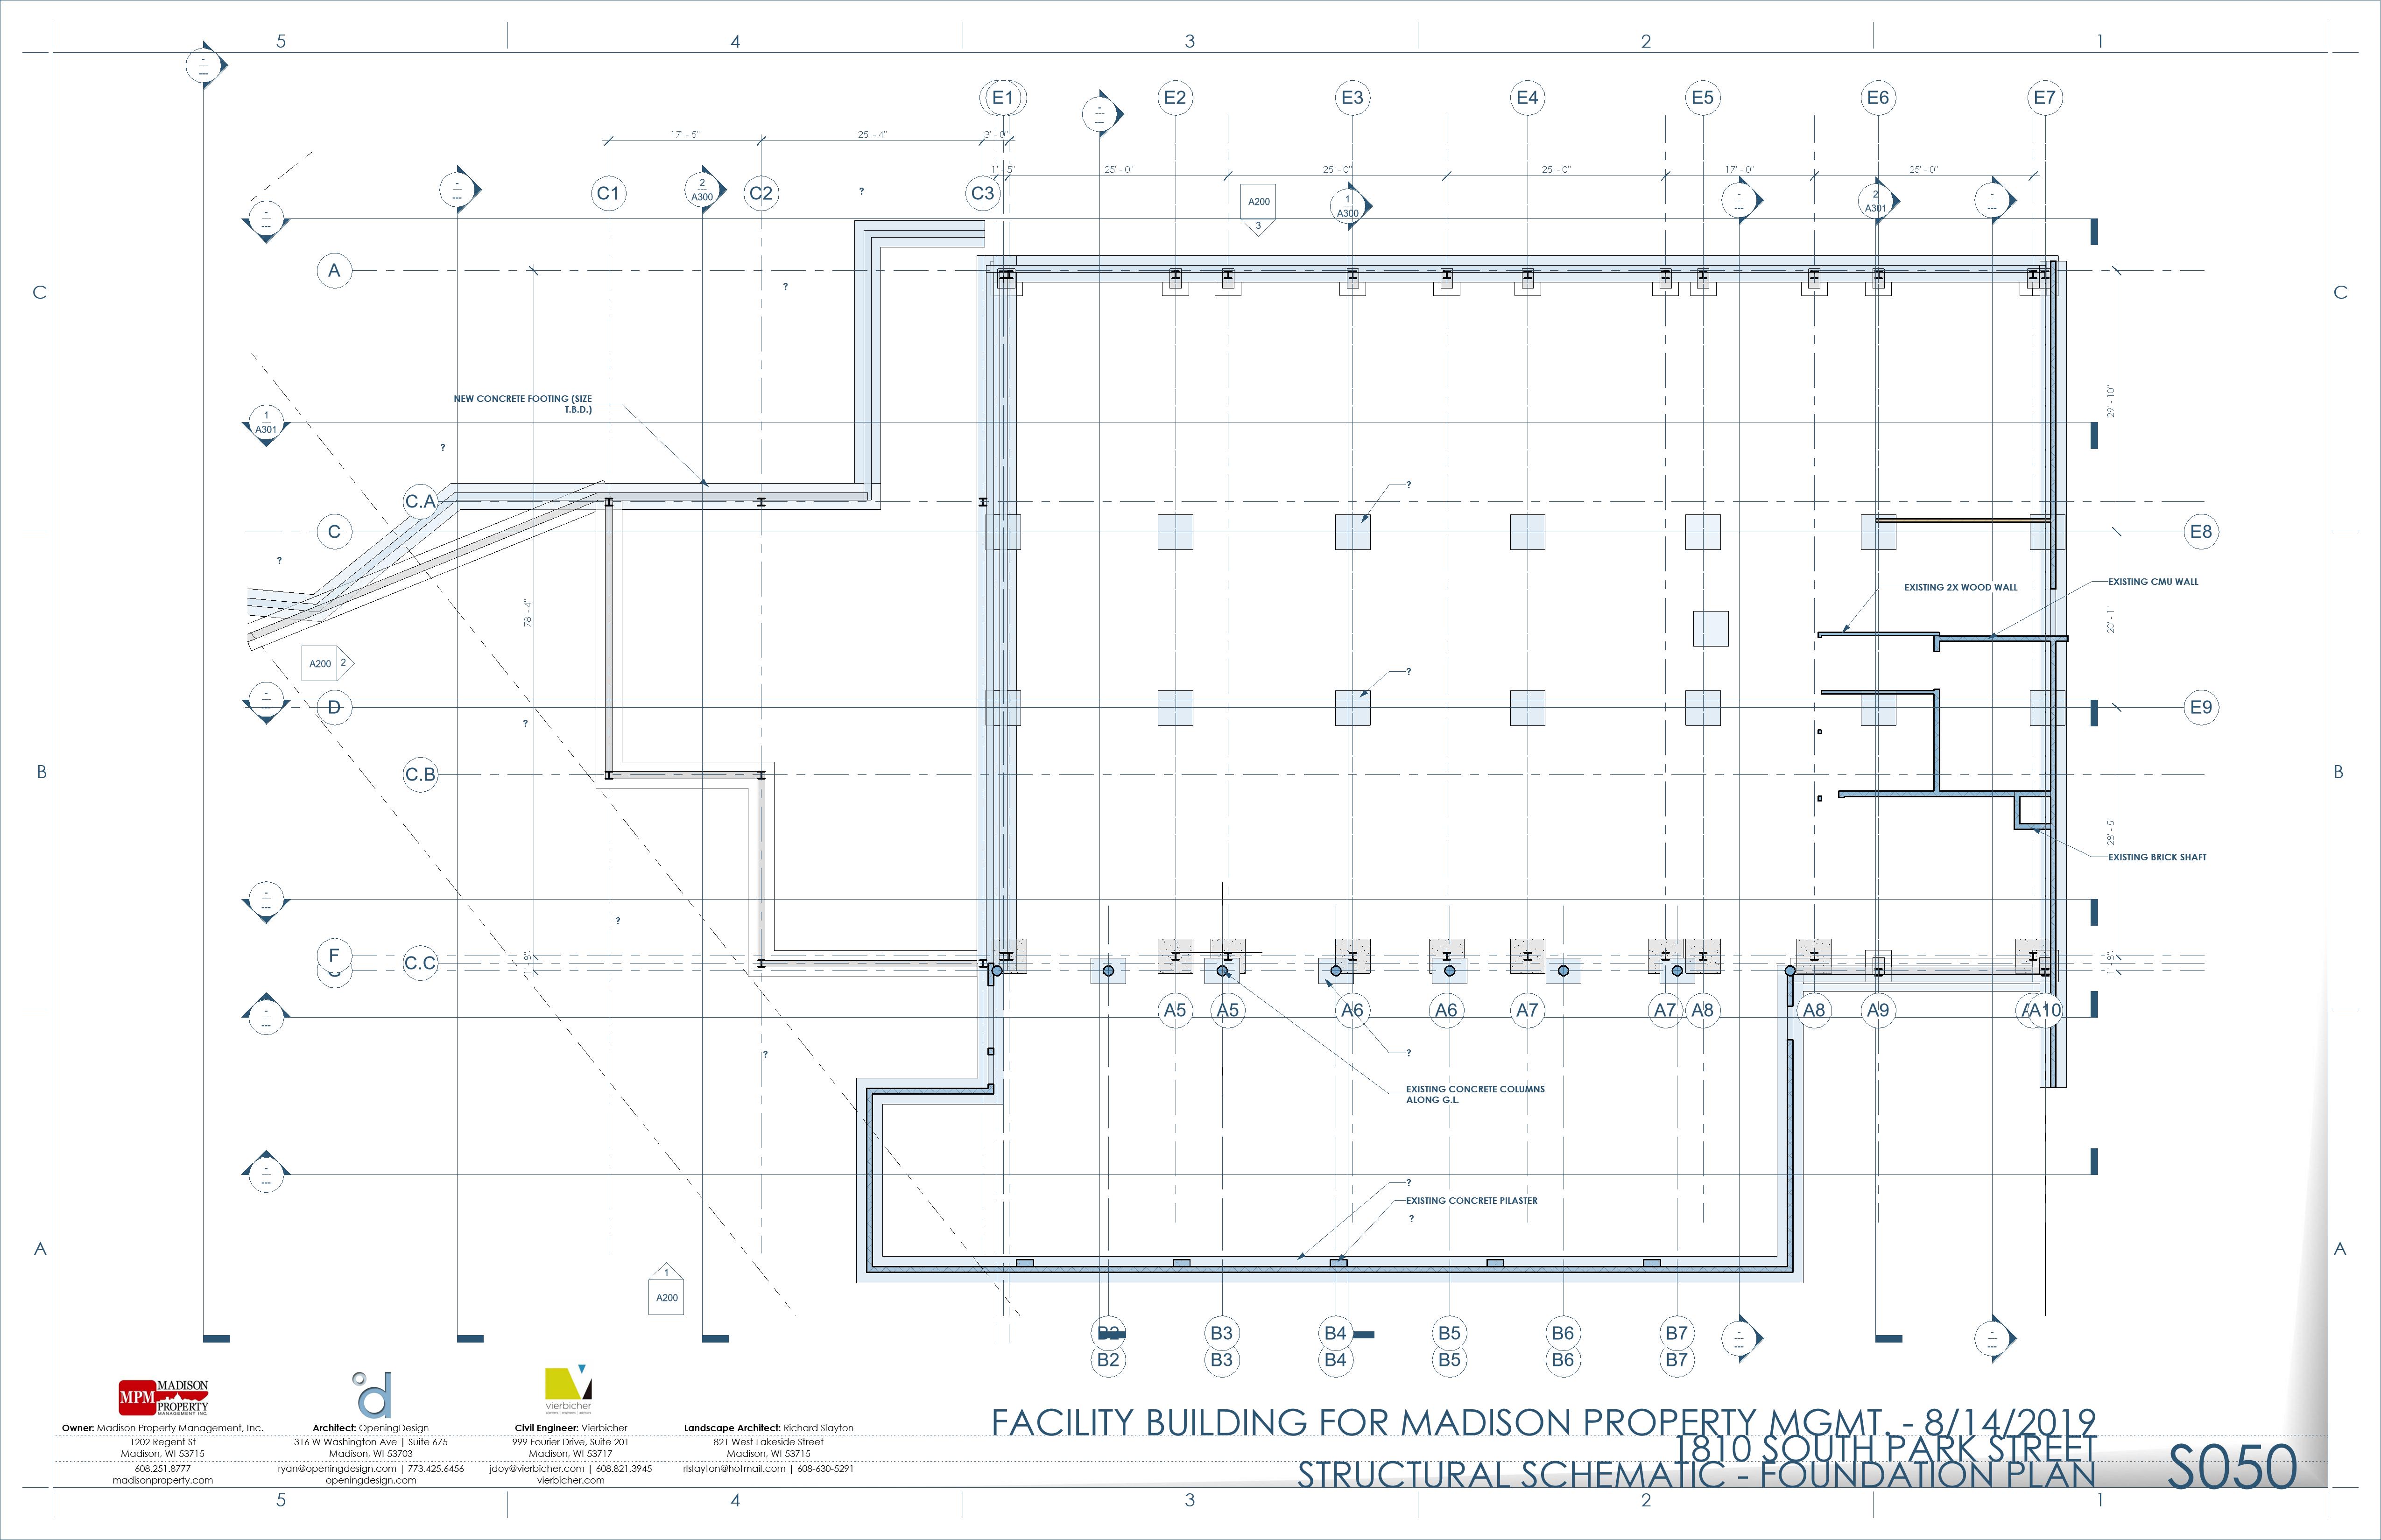 5
4
3
2
1
-
---
E1
E2
E3
E4
E5
E6
E7
-
---
17' - 5"
25' - 4"
3' - 0"
1' - 5"
25' - 0"
25' - 0"
25' - 0"
17' - 0"
25' - 0"
-
---
C1
2
A300
C2
?
C3
A200
3
1
A300
-
---
2
A301
-
---
-
---
A
?
C
C
NEW CONCRETE FOOTING (SIZE
T.B.D.)
29' - 10"
1
A301
?
?
C.A
C
E8
?
EXISTING 2X WOOD WALL
EXISTING CMU WALL
78' - 4"
20' - 1"
A200
2
?
-
---
D
E9
?
C.B
B
B
28' - 5"
EXISTING BRICK SHAFT
-
---
?
F
C.C
1' - 8"
1' - 8"
-
---
A5
A5
A6
A6
A7
A7
A8
A8
A9
A10
?
?
EXISTING CONCRETE COLUMNS
ALONG G.L.
-
---
?
EXISTING CONCRETE PILASTER
?
A
A
1
A200
B3
B4
B5
B6
B7
-
---
-
---
B2
B3
B4
B5
B6
B7
MPM
MADISON
PROPERTY
MANAGEMENT INC.
d
vierbicher
planners | engineers | advisors
Owner: Madison Property Management, Inc.
1202 Regent St
Madison, WI 53715
608.251.8777
madisonproperty.com
Architect: OpeningDesign
316 W Washington Ave | Suite 675
Madison, WI 53703
ryan@openingdesign.com | 773.425.6456
openingdesign.com
Civil Engineer: Vierbicher
999 Fourier Drive, Suite 201
Madison, WI 53717
jdoy@vierbicher.com | 608.821.3945
vierbicher.com
Landscape Architect: Richard Slayton
821 West Lakeside Street
Madison, WI 53715
rlslayton@hotmail.com | 608-630-5291
FACILITY BUILDING FOR MADISON PROPERTY MGMT. - 8/14/2019
1810 SOUTH PARK STREET
STRUCTURAL SCHEMATIC - FOUNDATION PLAN
S050
5
4
3
2
1